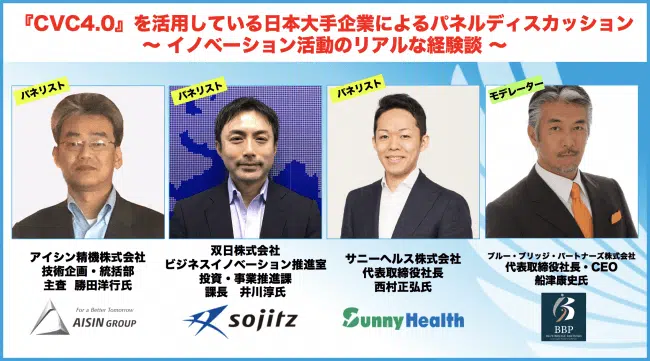 『CVC4.0』を活用している日本大手企業によるパネルディスカッション
～ イノベーション活動のリアルな経験談 ～
パネリスト
パネリスト
パネリスト
モデレーター
アイシン精機株式会社
技術企画・統括部
主査 勝田洋行氏
双日株式会社
ビジネスイノベーション推進室
投資・事業推進課
課長 井川淳氏
サニーヘルス株式会社
代表取締役社長
西村正弘氏
ブルー・ブリッジ・パートナーズ株式会社
代表取締役社長・CEO
船津康史氏
For a Better Tomorrow
AISIN GROUP
sojitz
SunnyHealth
BBP